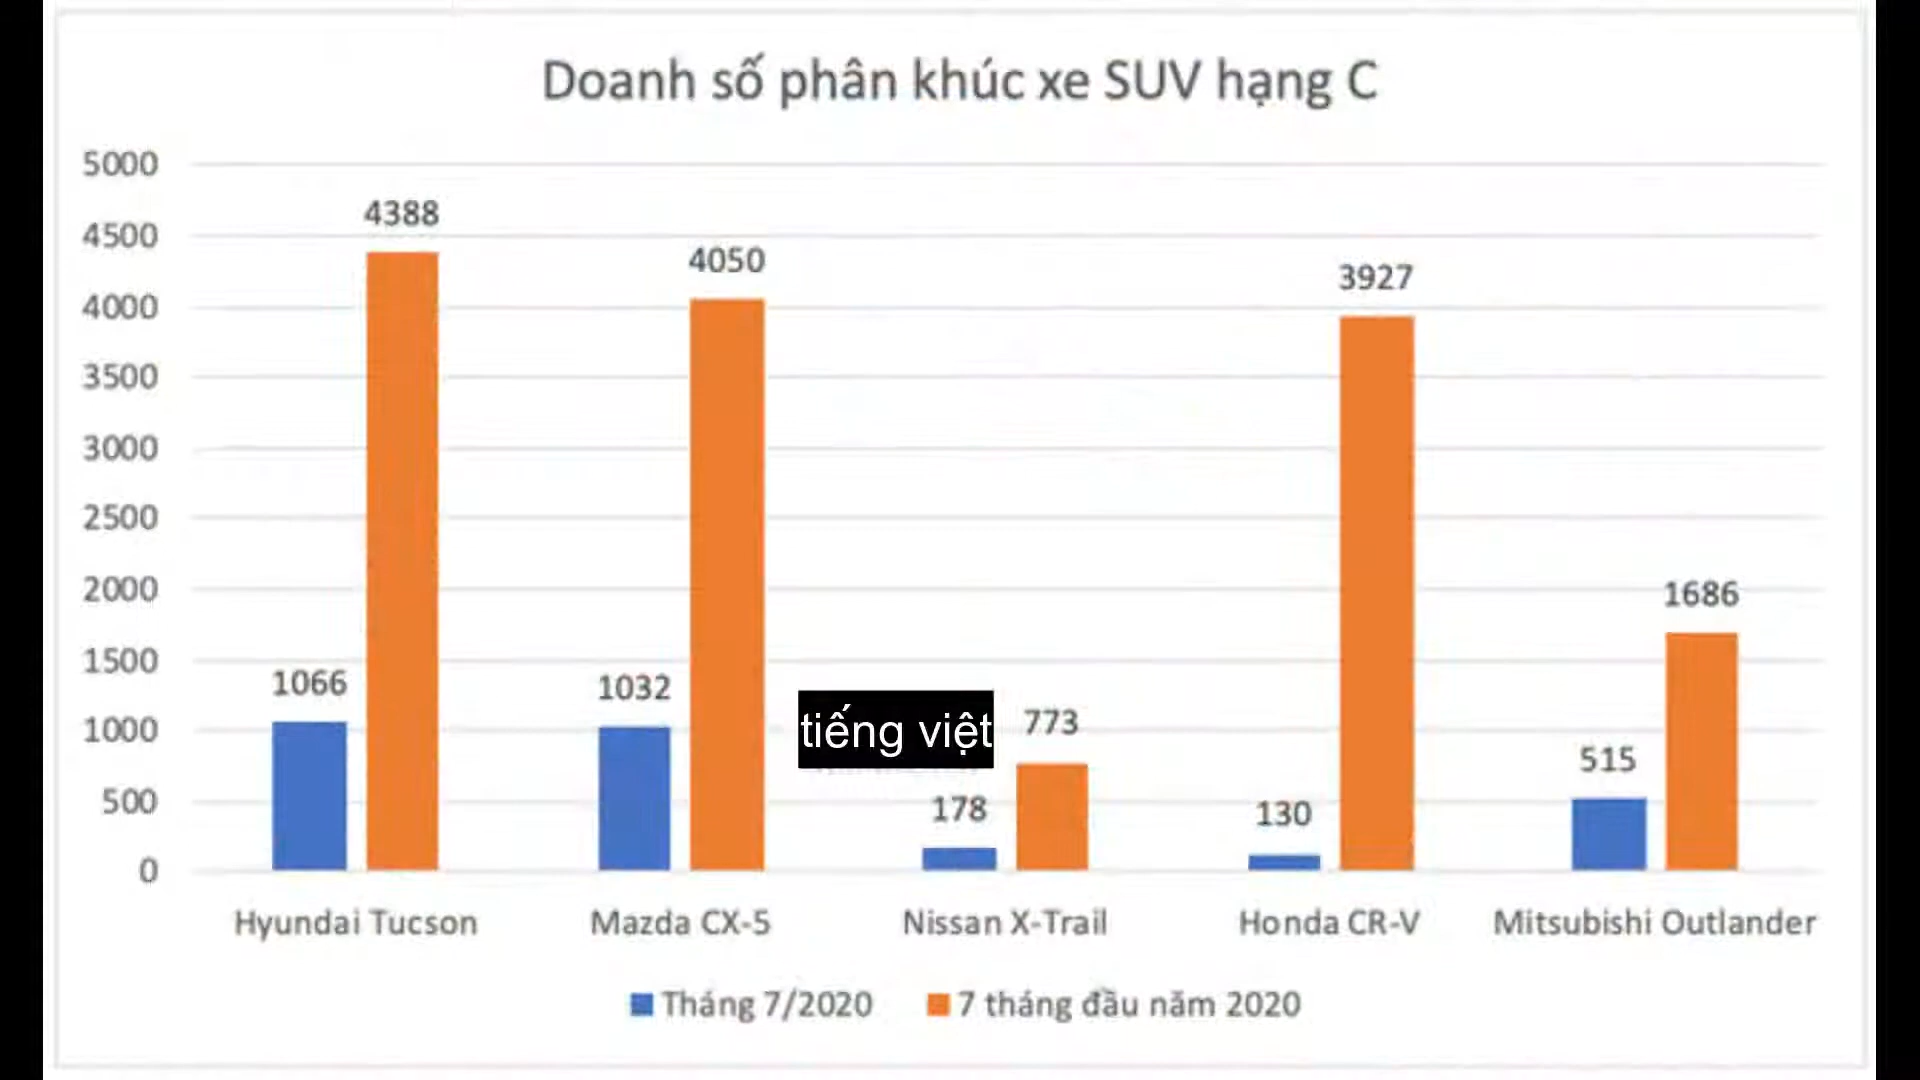 Doanh số phân khúc xe SUV hạng C
5000
4500
4000
3500
3000
2500
2000
1500
1000
500
0
4388
4050
3927
1686
1066
1032
tiếng việt
773
515
178
130
Hyundai Tucson
Mazda CX-5
Nissan X-Trail
Honda CR-V
Mitsubishi Outlander
Tháng 7/2020
7 tháng đầu năm 2020